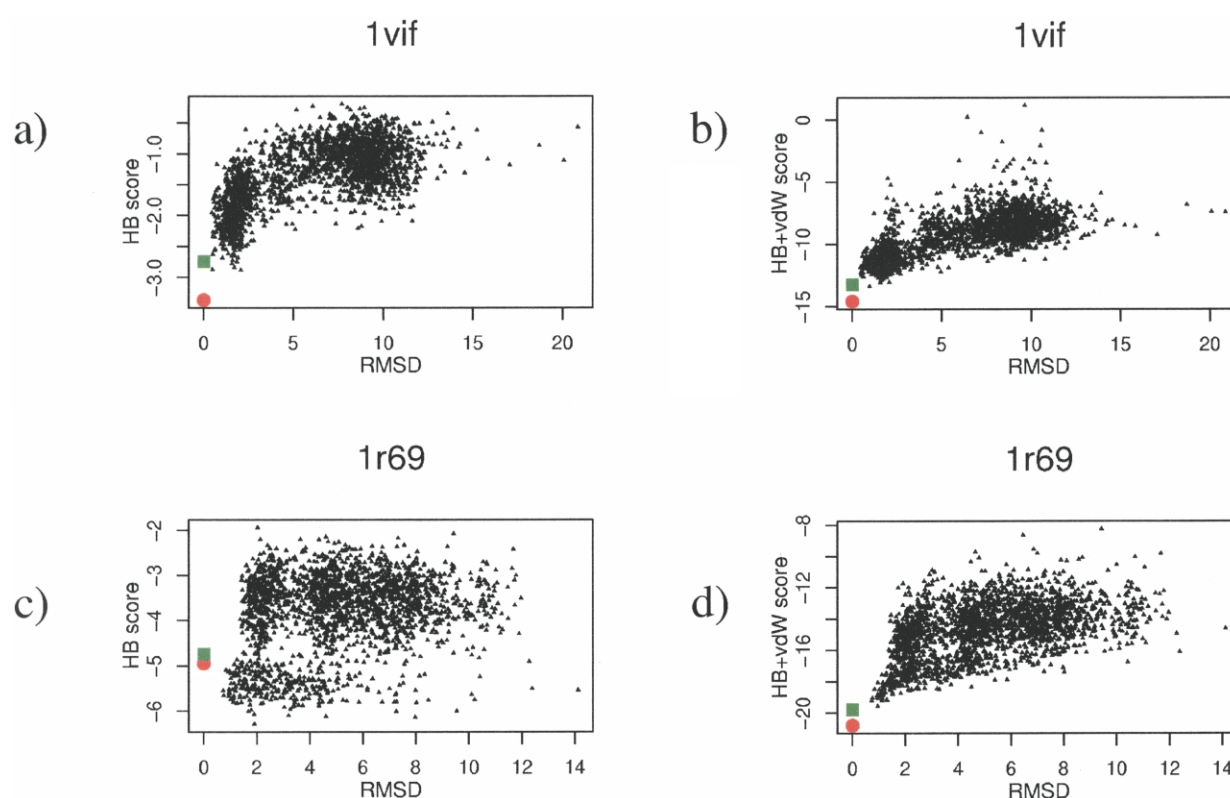 1vif
a)
HB score
-1.0
-2.0
-3.0
0 5 10 15 20
RMSD
1vif
b)
HB+vdW score
0
-5
-10
-15
0 5 10 15 20
RMSD
1r69
c)
HB score
-2
-3
-4
-5
-6
0 2 4 6 8 10 12 14
RMSD
1r69
d)
HB+vdW score
-8
-12
-16
-20
0 2 4 6 8 10 12 14
RMSD